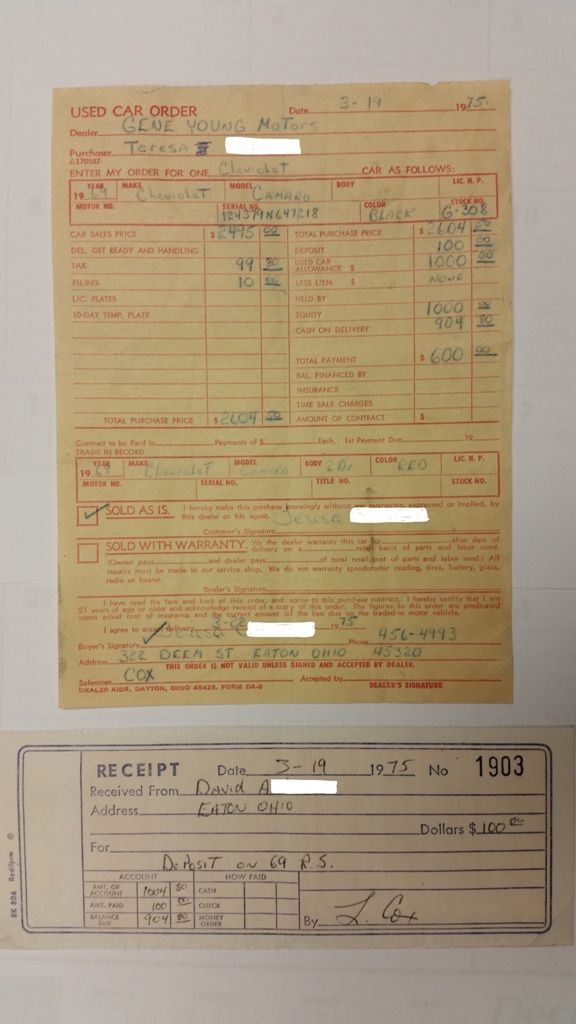 USED CAR ORDER Date 3-19 1975.
Dealer GENE YOUNG MOTORS
Purchaser Teresa
A170587
ENTER MY ORDER FOR ONE Chevrolet CAR AS FOLLOWS:
YEAR MAKE MODEL BODY LIC. H. P.
1969 Chevrolet CAMARO
MOTOR NO. SERIAL NO. COLOR STOCK NO.
124379N647218 BLACK G-308
CAR SALES PRICE $2495 00 TOTAL PURCHASE PRICE $2604 80
DEL. GET READY AND HANDLING DEPOSIT 100 00
TAX 99 80 USED CAR ALLOWANCE $ 1000 00
FILING 10 00 LESS LIEN $ NONE
LIC. PLATES HELD BY
10-DAY TEMP. PLATE EQUITY 1000 00
CASH ON DELIVERY 904 80
TOTAL PAYMENT $600 00
BAL. FINANCED BY
INSURANCE
TIME SALE CHARGES
TOTAL PURCHASE PRICE $2604 80 AMOUNT OF CONTRACT $
Contract to be Paid in Payments of $ Each. 1st Payment Due 19
TRADE IN RECORD
YEAR MAKE MODEL BODY COLOR LIC. H. P.
19 Chevrolet CAMARO 2Dr RED
MOTOR NO. SERIAL NO. TITLE NO. STOCK NO.
SOLD AS IS. I hereby make this purchase knowingly without any guarantee, expressed or implied, by
this dealer or his agent. Teresa
Customer's Signature
SOLD WITH WARRANTY. We the dealer warrant this car for after date of
delivery on a retail basis of parts and labor used.
(Owner pays and dealer pays of total retail cost of parts and labor used.) All
repairs must be made in our service shop. We do not warrant speedometer reading, tires, battery, glass,
radio or heater.
Dealer's Signature
I have read the face and back of this order, and agree to this purchase contract. I hereby certify that I am
21 years of age or older and acknowledge receipt of a copy of this order. The figures in this order are predicated
upon actual cost of insurance and the correct amount of the lien due on the traded-in motor vehicle.
I agree to accept delivery 1975
Buyer's Signature Teresa Phone 456-4993
Address 322 DEEM ST EATON OHIO 45320
THIS ORDER IS NOT VALID UNLESS SIGNED AND ACCEPTED BY DEALER.
Salesman COX Accepted by
DEALER AIDS, DAYTON, OHIO 45429. FORM DA-8 DEALER'S SIGNATURE
RECEIPT Date 3-19 1975 No 1903
Received From David A
Address EATON OHIO
Dollars $100 00
For
Deposit on 69 R.S.
ACCOUNT HOW PAID
AMT. OF ACCOUNT 1004 80 CASH
AMT. PAID 100 00 CHECK
BALANCE DUE 904 80 MONEY ORDER
By L. Cox
8K 806 Rediform ®